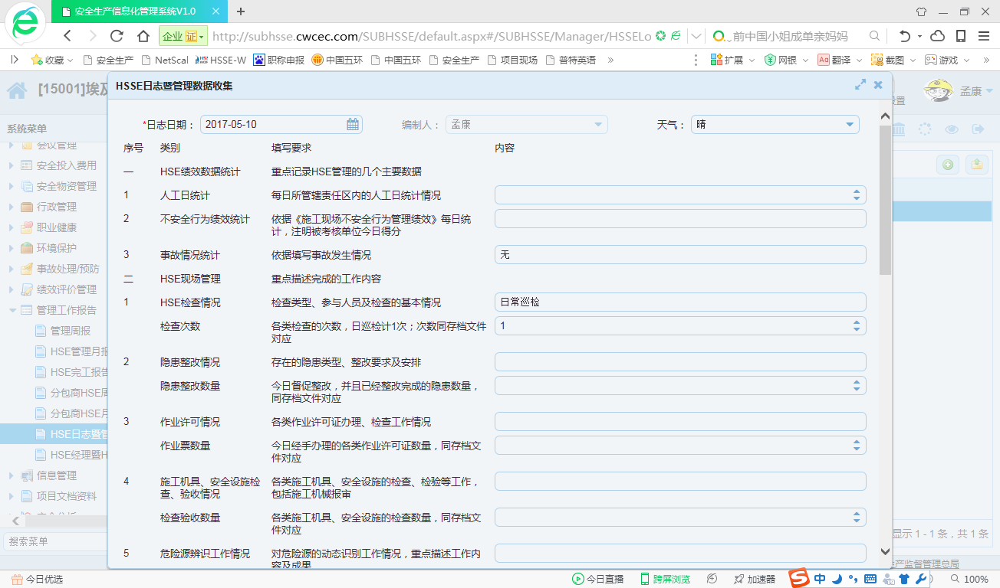 安全生产信息化管理系统V1.0
企业 证 http://subhsse.cwcec.com/SUBHSSE/default.aspx#/SUBHSSE/Manager/HSSELo 前中国小姐成单亲妈妈
收藏 安全生产 NetScal HSSE-W 职称申报 中国五环 中国五环 安全生产 项目现场 普特英语 » 扩展 网银 Aa 翻译 截图 游戏 »
[15001]埃及
HSSE日志暨管理数据收集
设置 孟康
系统菜单
会议管理
安全投入费用
安全物资管理
行政管理
职业健康
环境保护
事故处理/预防
绩效评价管理
管理工作报告
管理周报
HSE管理月报
HSE完工报告
分包商HSE周
分包商HSE月
HSE日志暨管
HSE经理暨H
信息管理
项目文档资料
安全分析
搜索菜单
*日志日期： 2017-05-10 编制人： 孟康 天气： 晴
序号 类别 填写要求 内容
一 HSE绩效数据统计 重点记录HSE管理的几个主要数据
1 人工日统计 每日所管辖责任区内的人工日统计情况
2 不安全行为绩效统计 依据《施工现场不安全行为管理绩效》每日统
计，注明被考核单位今日得分
3 事故情况统计 依据填写事故发生情况 无
二 HSE现场管理 重点描述完成的工作内容
1 HSE检查情况 检查类型、参与人员及检查的基本情况 日常巡检
检查次数 各类检查的次数，日巡检计1次；次数同存档文件 1
对应
2 隐患整改情况 存在的隐患类型、整改要求及安排
隐患整改数量 今日督促整改，并且已经整改完成的隐患数量，
同存档文件对应
3 作业许可情况 各类作业许可证办理、检查工作情况
作业票数量 今日经手办理的各类作业许可证数量，同存档文
件对应
4 施工机具、安全设施检 各类施工机具、安全设施的检查、检验等工作，
查、验收情况 包括施工机械报审
检查验收数量 各类施工机具、安全设施的检查数量，同存档文
件对应
5 危险源辨识工作情况 对危险源的动态识别工作情况，重点描述工作内
容及成果
显示 1 - 1 条，共 1 条
产监督管理总局
今日优选 今日直播 跨屏浏览 加速器 S 中 100%